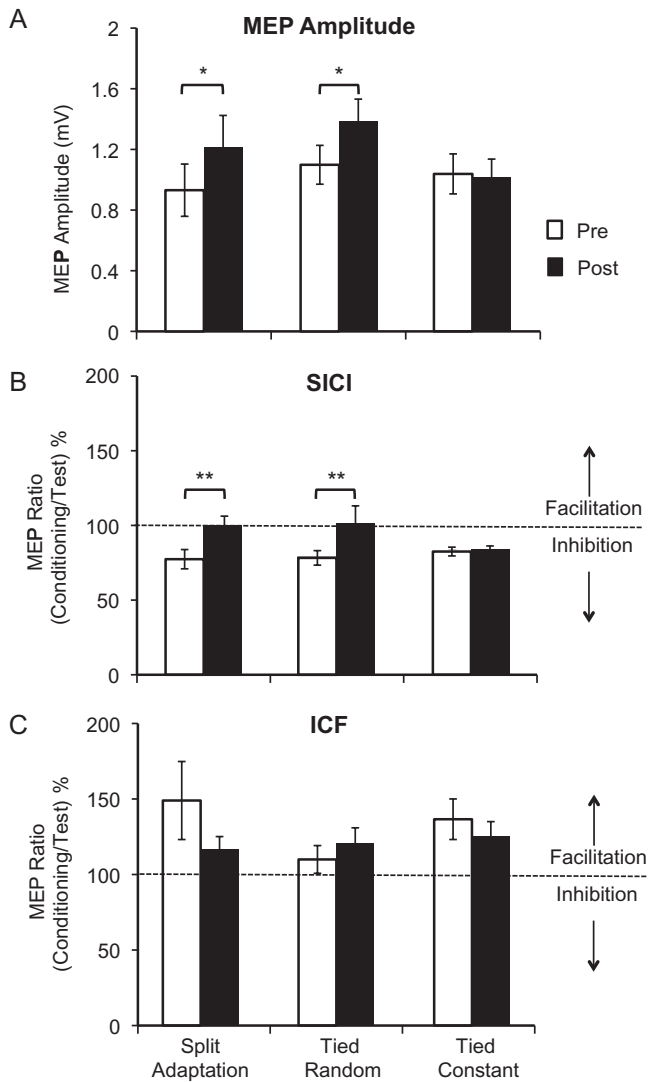 A
MEP Amplitude
MEP Amplitude (mV)
2
1.6
1.2
0.8
0.4
0
*
*
Pre
Post
B
SICI
MEP Ratio
(Conditioning/Test) %
200
150
100
50
0
**
**
Facilitation
Inhibition
C
ICF
MEP Ratio
(Conditioning/Test) %
200
150
100
50
0
Facilitation
Inhibition
Split
Adaptation
Tied
Random
Tied
Constant